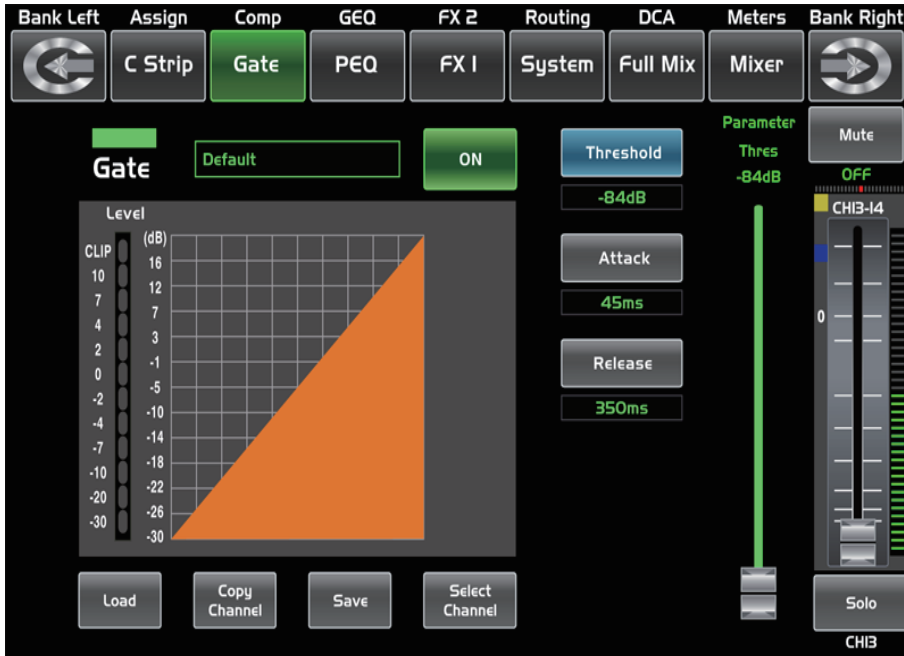 Bank Left Assign Comp GEQ FX 2 Routing DCA Meters Bank Right
C Strip Gate PEQ FX 1 System Full Mix Mixer
Gate
Default
ON
Threshold
-84dB
Attack
45ms
Release
350ms
Parameter
Thres
-84dB
Mute
OFF
CH13-14
0
Level
CLIP
10
7
4
2
0
-2
-4
-7
-10
-20
-30
(dB)
16
12
7
3
-1
-5
-10
-14
-18
-22
-26
-30
Load
Copy
Channel
Save
Select
Channel
Solo
CH13